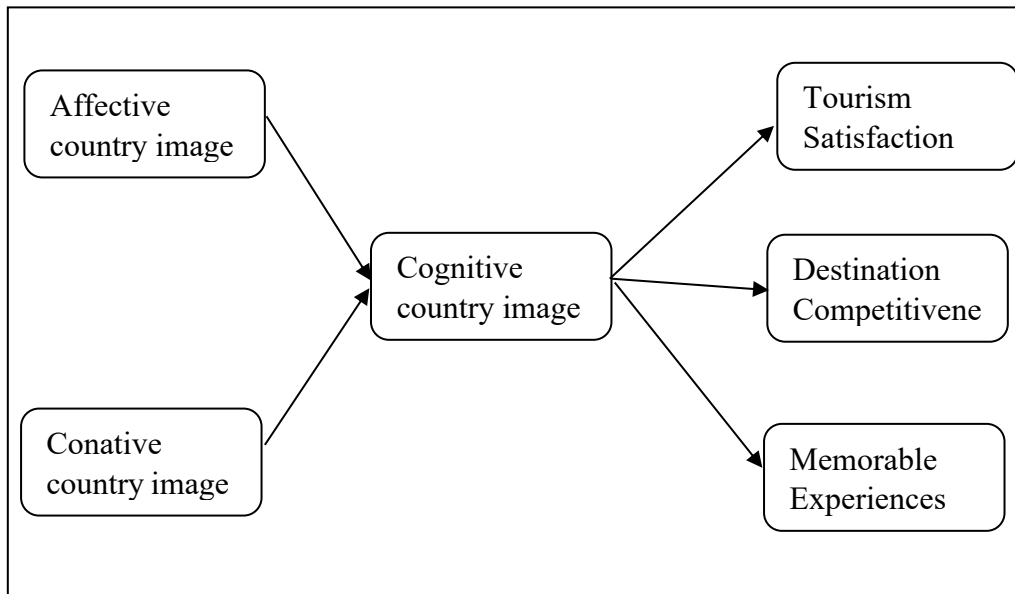 Affective
country image
Conative
country image
Cognitive
country image
Tourism
Satisfaction
Destination
Competitivene
Memorable
Experiences